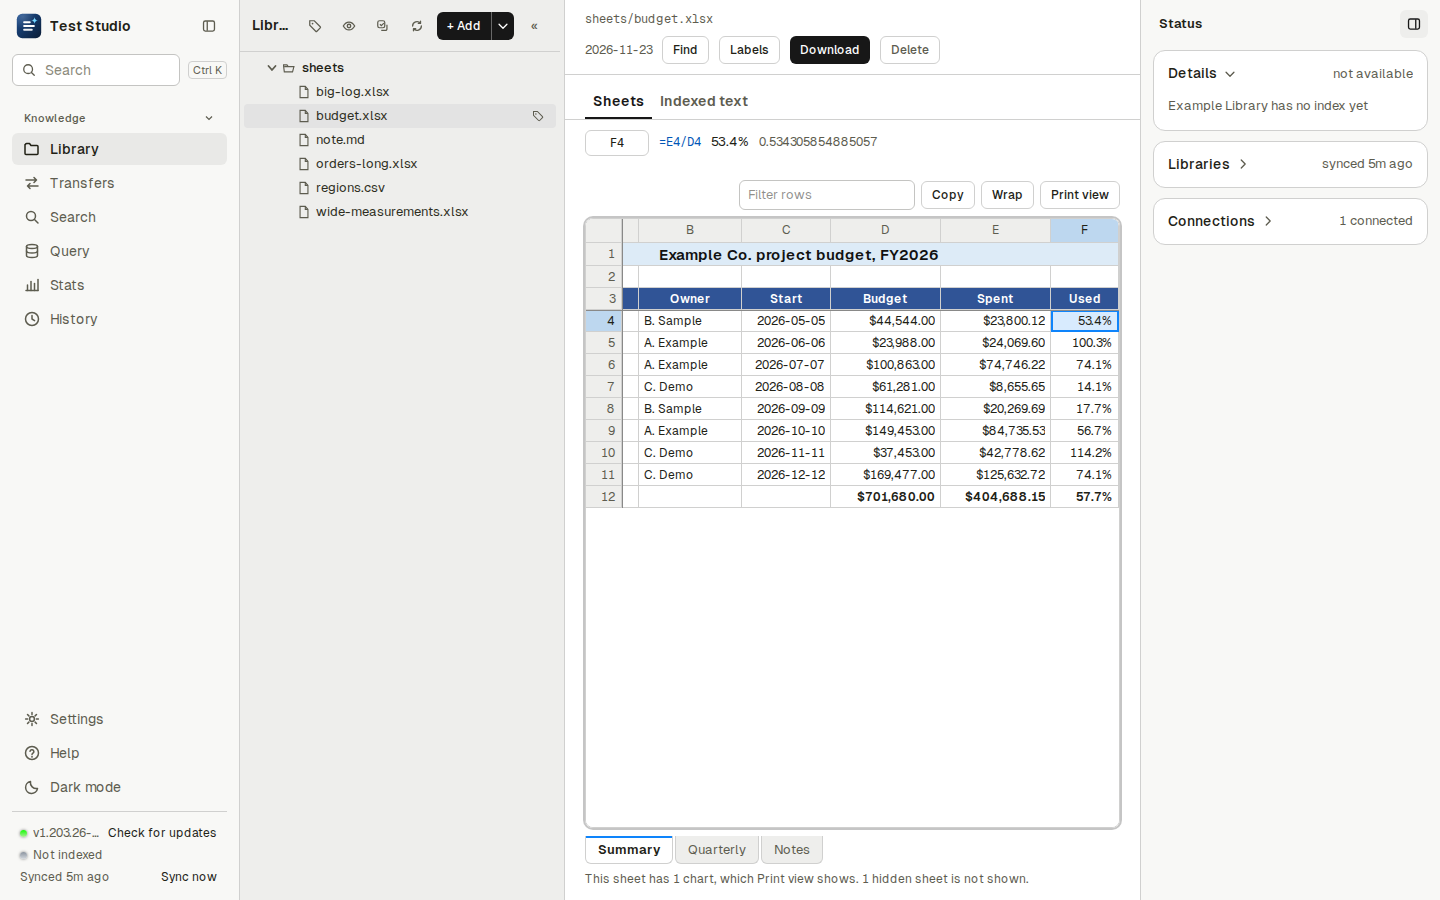 Test Studio
Search
Ctrl K
Knowledge
Library
Transfers
Search
Query
Stats
History
Settings
Help
Dark mode
v1.203.26-… Check for updates
Not indexed
Synced 5m ago Sync now
Libr…
+ Add
«
sheets
big-log.xlsx
budget.xlsx
note.md
orders-long.xlsx
regions.csv
wide-measurements.xlsx
sheets/budget.xlsx
2026-11-23 Find Labels Download Delete
Sheets Indexed text
F4 =E4/D4 53.4% 0.534305854885057
Filter rows Copy Wrap Print view
B C D E F
1 Example Co. project budget, FY2026
2
3 Owner Start Budget Spent Used
4 B. Sample 2026-05-05 $44,544.00 $23,800.12 53.4%
5 A. Example 2026-06-06 $23,988.00 $24,069.60 100.3%
6 A. Example 2026-07-07 $100,863.00 $74,746.22 74.1%
7 C. Demo 2026-08-08 $61,281.00 $8,655.65 14.1%
8 B. Sample 2026-09-09 $114,621.00 $20,269.69 17.7%
9 A. Example 2026-10-10 $149,453.00 $84,735.53 56.7%
10 C. Demo 2026-11-11 $37,453.00 $42,778.62 114.2%
11 C. Demo 2026-12-12 $169,477.00 $125,632.72 74.1%
12 $701,680.00 $404,688.15 57.7%
Summary Quarterly Notes
This sheet has 1 chart, which Print view shows. 1 hidden sheet is not shown.
Status
Details not available
Example Library has no index yet
Libraries synced 5m ago
Connections 1 connected